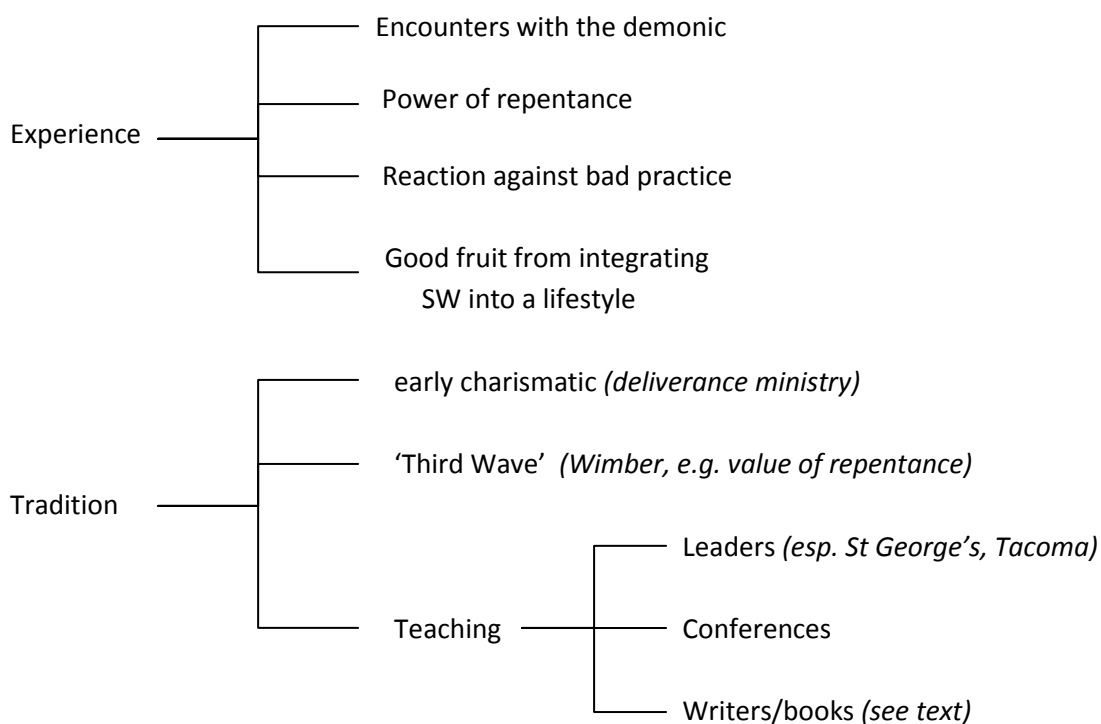 Encounters with the demonic
Power of repentance
Experience
Reaction against bad practice
Good fruit from integrating
SW into a lifestyle
early charismatic (deliverance ministry)
‘Third Wave’ (Wimber, e.g. value of repentance)
Tradition
Leaders (esp. St George’s, Tacoma)
Teaching
Conferences
Writers/books (see text)